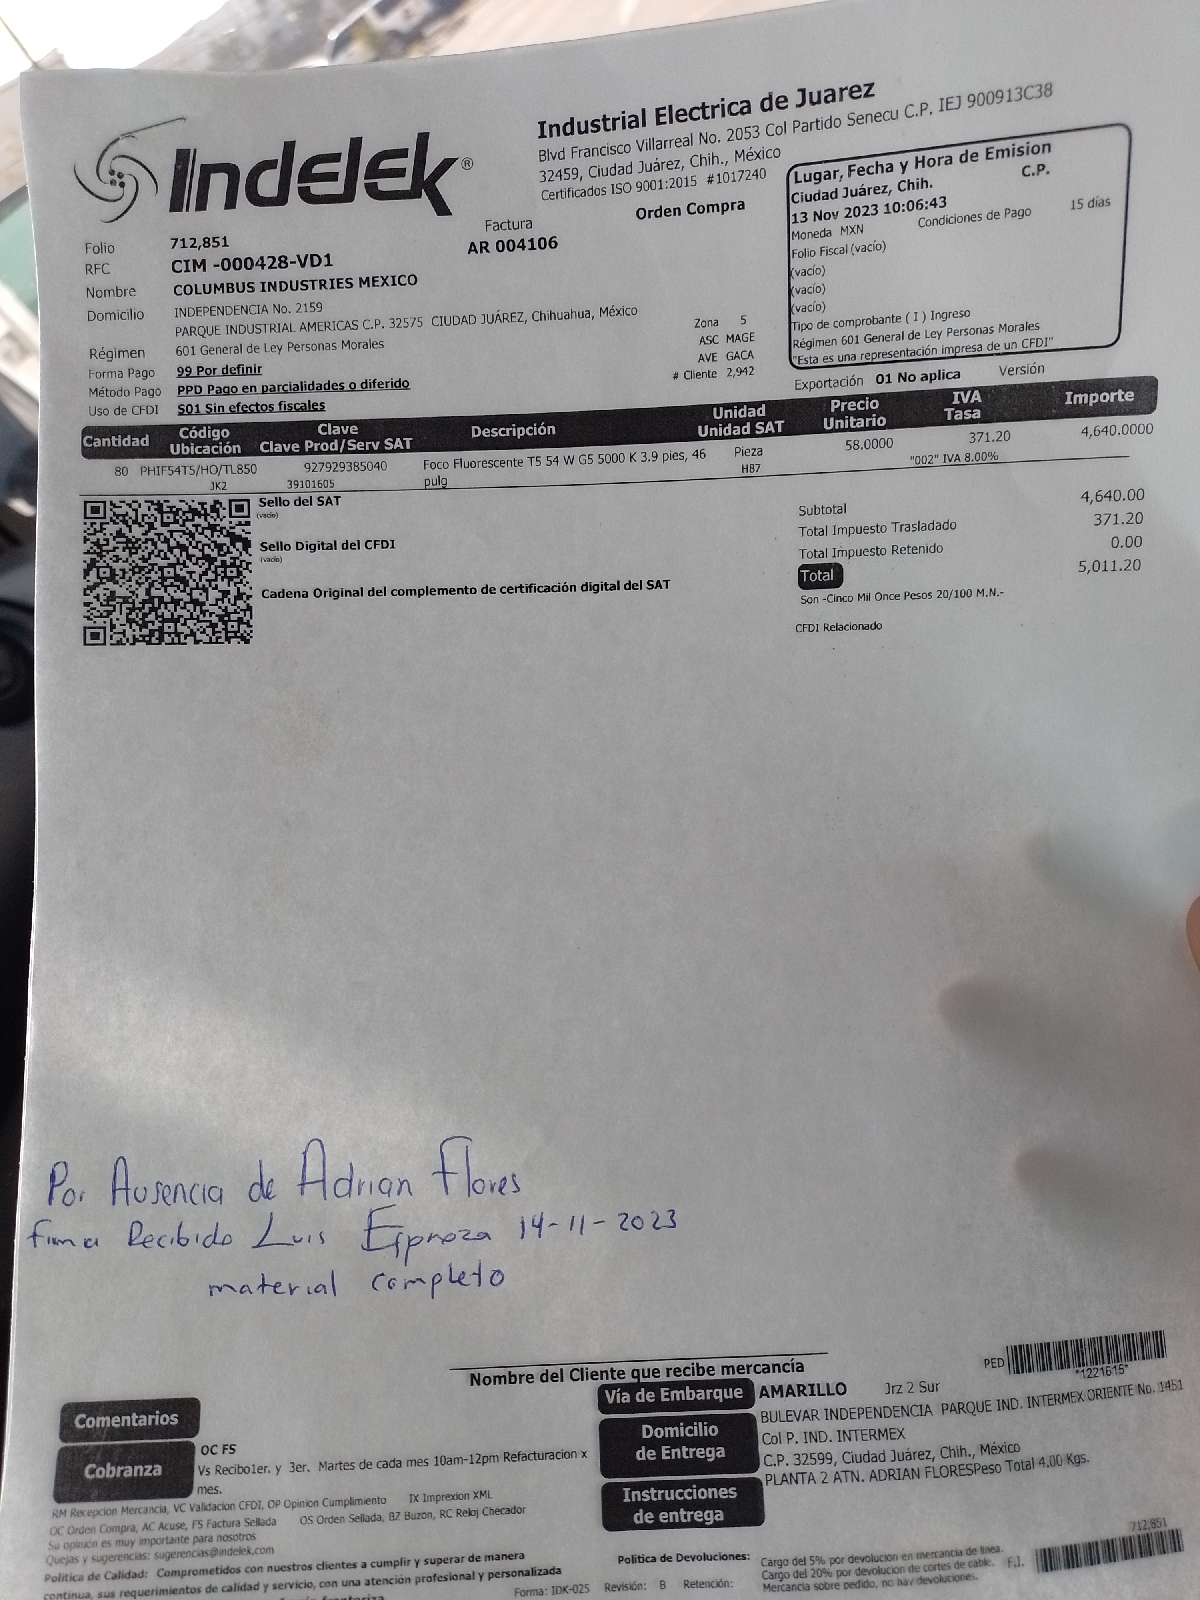 Indelek®
Industrial Electrica de Juarez
Blvd Francisco Villarreal No. 2053 Col Partido Senecu C.P. IEJ 900913C38
32459, Ciudad Juárez, Chih., México
Certificados ISO 9001:2015 #1017240
Lugar, Fecha y Hora de Emision
Ciudad Juárez, Chih. C.P.
13 Nov 2023 10:06:43
Moneda MXN Condiciones de Pago 15 días
Folio Fiscal (vacío)
(vacío)
(vacío)
(vacío)
Tipo de comprobante ( I ) Ingreso
Régimen 601 General de Ley Personas Morales
"Esta es una representación impresa de un CFDI"
Factura Orden Compra
AR 004106
Folio 712,851
RFC CIM -000428-VD1
Nombre COLUMBUS INDUSTRIES MEXICO
Domicilio INDEPENDENCIA No. 2159
PARQUE INDUSTRIAL AMERICAS C.P. 32575 CIUDAD JUÁREZ, Chihuahua, México
Régimen 601 General de Ley Personas Morales
Forma Pago 99 Por definir
Método Pago PPD Pago en parcialidades o diferido
Uso de CFDI S01 Sin efectos fiscales
Zona 5
ASC MAGE
AVE GACA
# Cliente 2,942
Exportación 01 No aplica Versión
Cantidad Código Ubicación Clave Clave Prod/Serv SAT Descripción Unidad Unidad SAT Precio Unitario IVA Tasa Importe
80 PHIF54T5/HO/TL850 927929385040 Foco Fluorescente T5 54 W G5 5000 K 3.9 pies, 46 Pieza 58.0000 371.20 4,640.0000
JK2 39101605 pulg H87 "002" IVA 8.00%
Sello del SAT
(vacío)
Sello Digital del CFDI
(vacío)
Cadena Original del complemento de certificación digital del SAT
Subtotal 4,640.00
Total Impuesto Trasladado 371.20
Total Impuesto Retenido 0.00
Total 5,011.20
Son -Cinco Mil Once Pesos 20/100 M.N.-
CFDI Relacionado
Por Ausencia de Adrian Flores
firma Recibido Luis Espinoza 14-11-2023
material completo
Nombre del Cliente que recibe mercancía
PED *1221615*
Vía de Embarque AMARILLO Jrz 2 Sur
Domicilio de Entrega
BULEVAR INDEPENDENCIA PARQUE IND. INTERMEX ORIENTE No. 1451
Col P. IND. INTERMEX
C.P. 32599, Ciudad Juárez, Chih., México
PLANTA 2 ATN. ADRIAN FLORESPeso Total 4.00 Kgs.
Instrucciones de entrega
Comentarios
Cobranza
OC FS
Vs Recibo1er. y 3er. Martes de cada mes 10am-12pm Refacturacion x
mes.
RM Recepcion Mercancia, VC Validacion CFDI, OP Opinion Cumplimiento IX Imprexion XML
OC Orden Compra, AC Acuse, FS Factura Sellada OS Orden Sellada, BZ Buzon, RC Reloj Checador
Su opinión es muy importante para nosotros
Quejas y sugerencias: sugerencias@indelek.com
Politica de Calidad: Comprometidos con nuestros clientes a cumplir y superar de manera
continua, sus requerimientos de calidad y servicio, con una atención profesional y personalizada
Forma: IDK-025 Revisión: B Retención:
Politica de Devoluciones: Cargo del 5% por devolucion en mercancia de linea.
Cargo del 20% por devolucion de cortes de cable.
Mercancia sobre pedido, no hay devoluciones.
F.I. 712,851